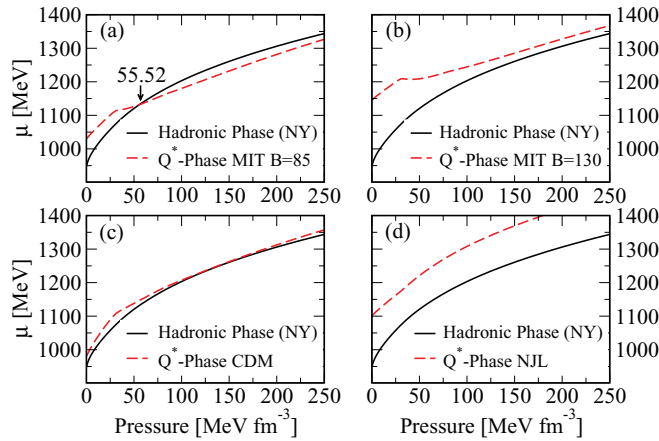 1400
(a)
1300
55.52
1200
1100
Hadronic Phase (NY)
1000
Q*-Phase MIT B=85
0 50 100 150 200 250
μ [MeV]
(b)
1400
1300
1200
1100
Hadronic Phase (NY)
1000
Q*-Phase MIT B=130
0 50 100 150 200 250
1400
(c)
1300
1200
1100
Hadronic Phase (NY)
1000
Q*-Phase CDM
0 50 100 150 200 250
μ [MeV]
Pressure [MeV fm⁻³]
(d)
1400
1300
1200
1100
Hadronic Phase (NY)
1000
Q*-Phase NJL
0 50 100 150 200 250
Pressure [MeV fm⁻³]